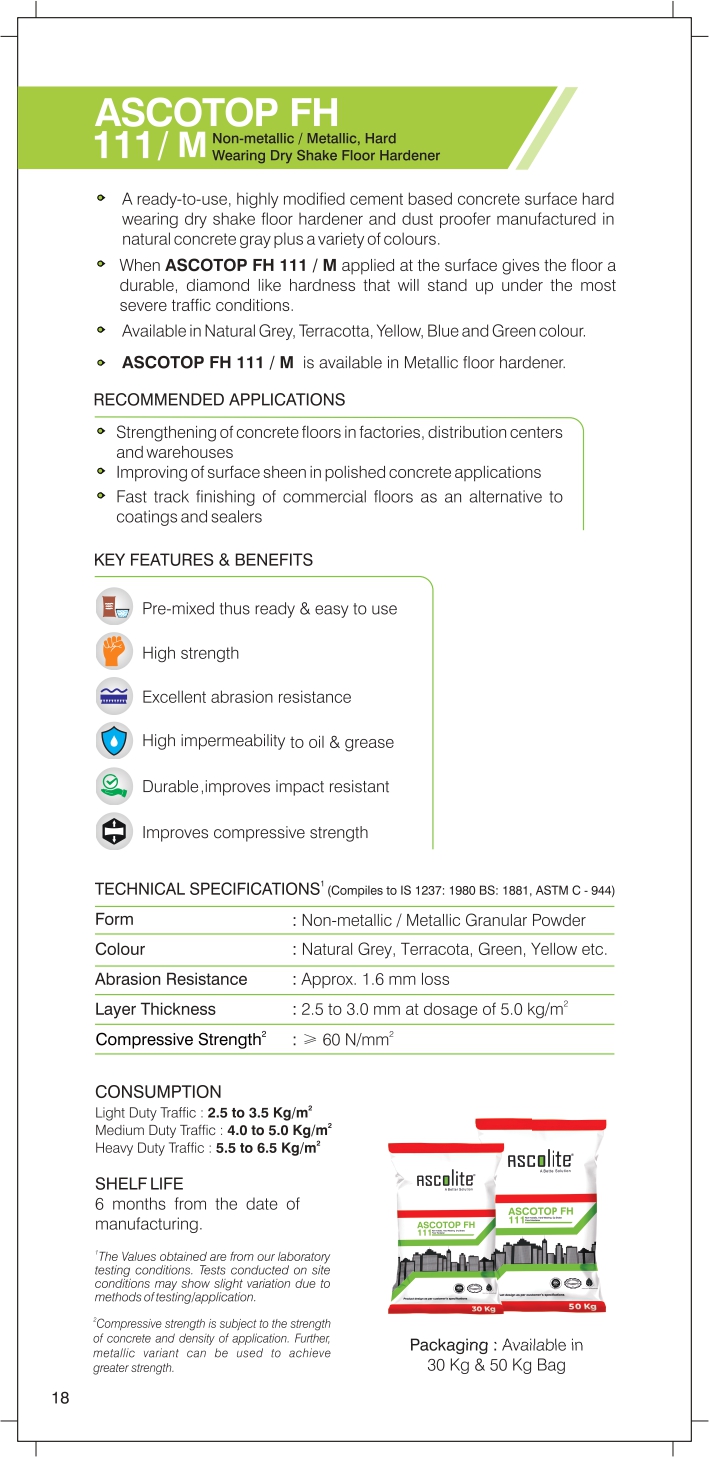 ASCOTOP FH
111/ M Non-metallic / Metallic, Hard
Wearing Dry Shake Floor Hardener
A ready-to-use, highly modified cement based concrete surface hard
wearing dry shake floor hardener and dust proofer manufactured in
natural concrete gray plus a variety of colours.
When ASCOTOP FH 111 / M applied at the surface gives the floor a
durable, diamond like hardness that will stand up under the most
severe traffic conditions.
Available in Natural Grey, Terracotta, Yellow, Blue and Green colour.
ASCOTOP FH 111 / M is available in Metallic floor hardener.
RECOMMENDED APPLICATIONS
Strengthening of concrete floors in factories, distribution centers
and warehouses
Improving of surface sheen in polished concrete applications
Fast track finishing of commercial floors as an alternative to
coatings and sealers
KEY FEATURES & BENEFITS
Pre-mixed thus ready & easy to use
High strength
Excellent abrasion resistance
High impermeability to oil & grease
Durable ,improves impact resistant
Improves compressive strength
TECHNICAL SPECIFICATIONS¹ (Compiles to IS 1237: 1980 BS: 1881, ASTM C - 944)
Form : Non-metallic / Metallic Granular Powder
Colour : Natural Grey, Terracota, Green, Yellow etc.
Abrasion Resistance : Approx. 1.6 mm loss
Layer Thickness : 2.5 to 3.0 mm at dosage of 5.0 kg/m²
Compressive Strength² : ⩾ 60 N/mm²
CONSUMPTION
Light Duty Traffic : 2.5 to 3.5 Kg/m²
Medium Duty Traffic : 4.0 to 5.0 Kg/m²
Heavy Duty Traffic : 5.5 to 6.5 Kg/m²
SHELF LIFE
6 months from the date of
manufacturing.
¹The Values obtained are from our laboratory
testing conditions. Tests conducted on site
conditions may show slight variation due to
methods of testing/application.
²Compressive strength is subject to the strength
of concrete and density of application. Further,
metallic variant can be used to achieve
greater strength.
ASCOlite
A Better Solution
ASCOTOP FH
111
30 Kg
ASCOlite
A Better Solution
ASCOTOP FH
111
50 Kg
Packaging : Available in
30 Kg & 50 Kg Bag
18